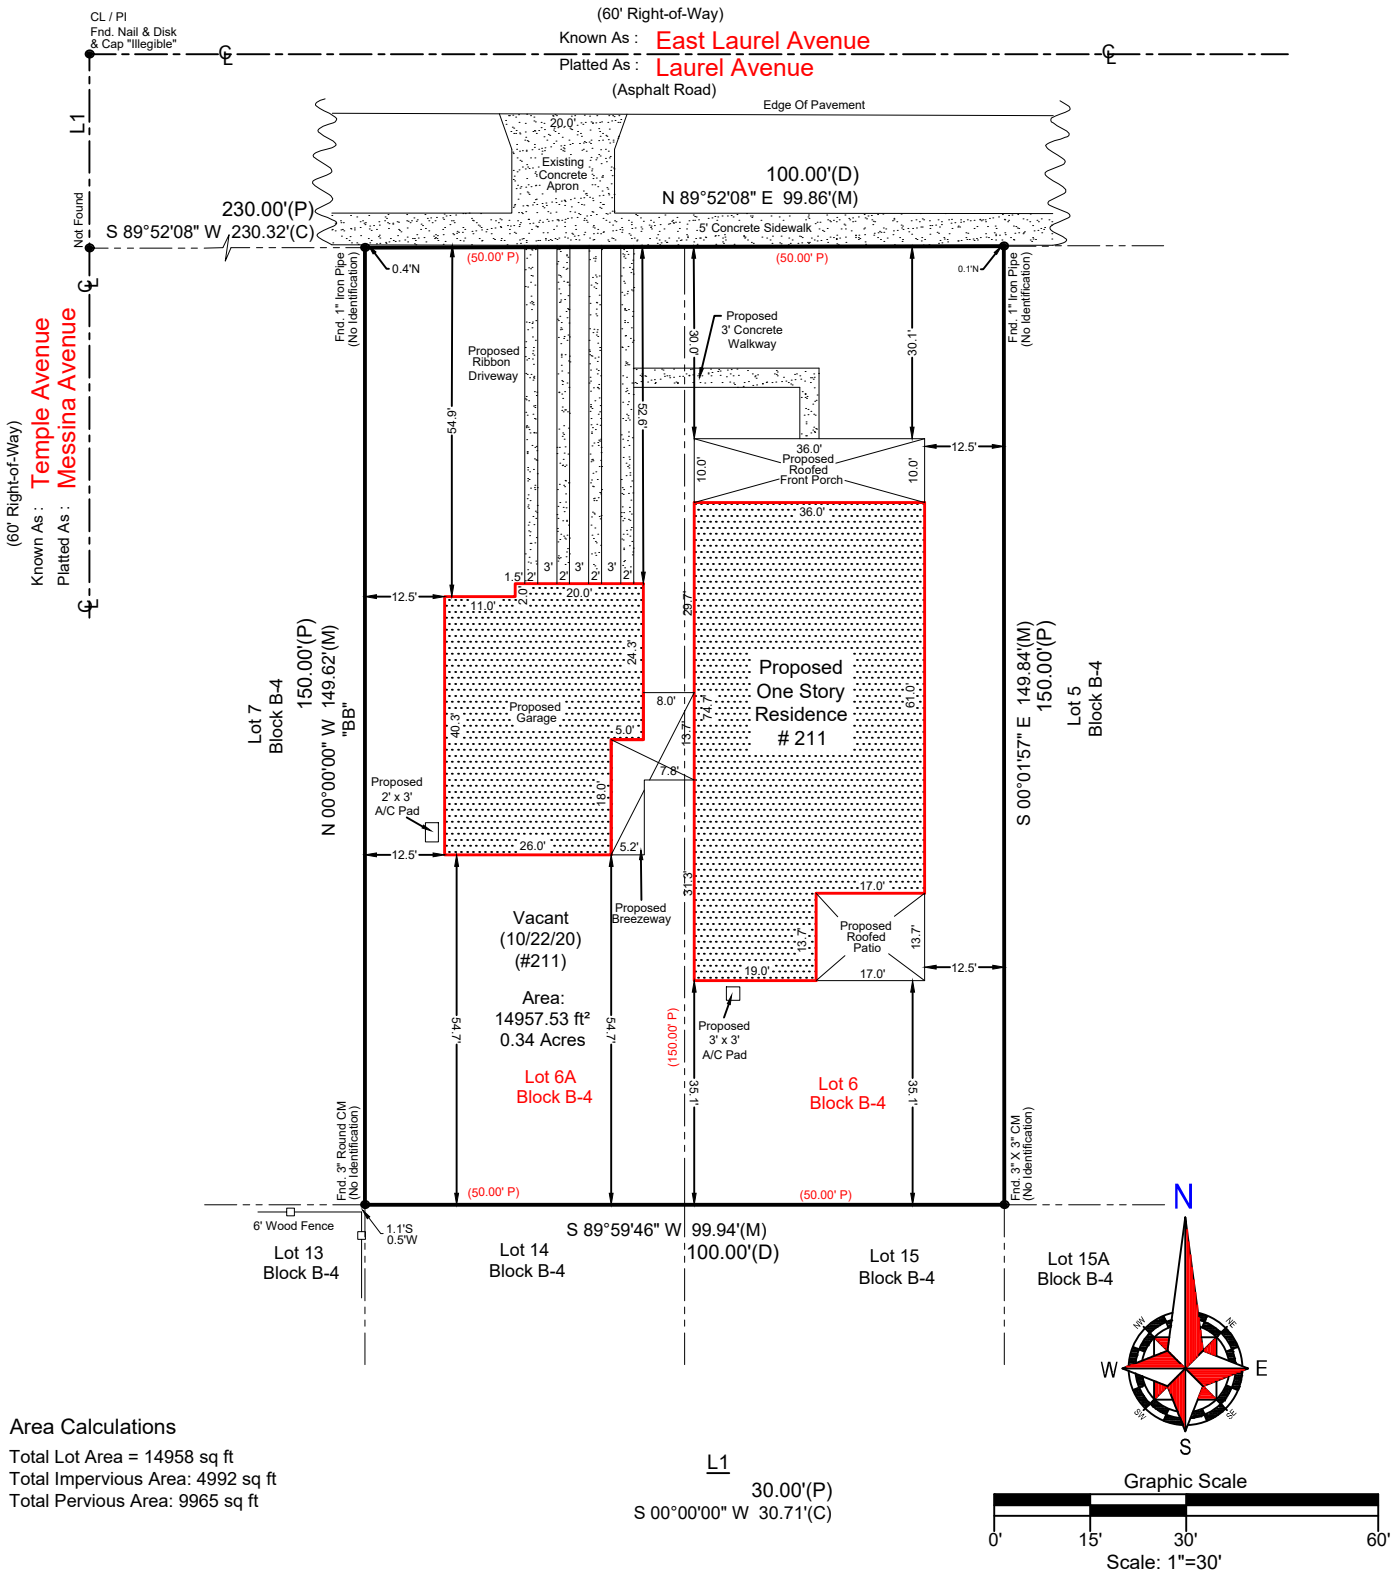 CL / PI
Fnd. Nail & Disk
& Cap "Illegible"
(60' Right-of-Way)
Known As : East Laurel Avenue
Platted As : Laurel Avenue
(Asphalt Road)
Edge Of Pavement
L1
20.0'
Existing
Concrete
Apron
100.00'(D)
N 89°52'08" E 99.86'(M)
Not Found
230.00'(P)
S 89°52'08" W 230.32'(C)
5' Concrete Sidewalk
(50.00' P)
(50.00' P)
0.4'N
0.1'N
Fnd. 1" Iron Pipe
(No Identification)
Fnd. 1" Iron Pipe
(No Identification)
(60' Right-of-Way)
Known As : Temple Avenue
Platted As : Messina Avenue
Proposed
Ribbon
Driveway
Proposed
3' Concrete
Walkway
54.9'
52.6'
30.0'
30.1'
36.0'
Proposed
Roofed
Front Porch
10.0'
10.0'
12.5'
36.0'
1.5'
2'
3'
2'
3'
2'
3'
2'
12.5'
11.0'
2.0'
20.0'
29.7'
Lot 7
Block B-4
150.00'(P)
N 00°00'00" W 149.62'(M)
"BB"
24.3'
Proposed
Garage
40.3'
8.0'
5.0'
13.7'
74.7'
7.8'
18.0'
Proposed
One Story
Residence
# 211
61.0'
S 00°01'57" E 149.84'(M)
150.00'(P)
Lot 5
Block B-4
Proposed
2' x 3'
A/C Pad
12.5'
26.0'
5.2'
Proposed
Breezeway
31.3'
17.0'
13.7'
Proposed
Roofed
Patio
13.7'
19.0'
17.0'
12.5'
Vacant
(10/22/20)
(#211)
Area:
14957.53 ft²
0.34 Acres
Lot 6A
Block B-4
54.7'
54.7'
(150.00' P)
Proposed
3' x 3'
A/C Pad
35.1'
Lot 6
Block B-4
35.1'
Fnd. 3" Round CM
(No Identification)
Fnd. 3" X 3" CM
(No Identification)
(50.00' P)
(50.00' P)
6' Wood Fence
1.1'S
0.5'W
S 89°59'46" W 99.94'(M)
100.00'(D)
Lot 13
Block B-4
Lot 14
Block B-4
Lot 15
Block B-4
Lot 15A
Block B-4
N
NW
NE
W
E
SW
SE
S
Area Calculations
Total Lot Area = 14958 sq ft
Total Impervious Area: 4992 sq ft
Total Pervious Area: 9965 sq ft
L1
30.00'(P)
S 00°00'00" W 30.71'(C)
Graphic Scale
0'
15'
30'
60'
Scale: 1"=30'